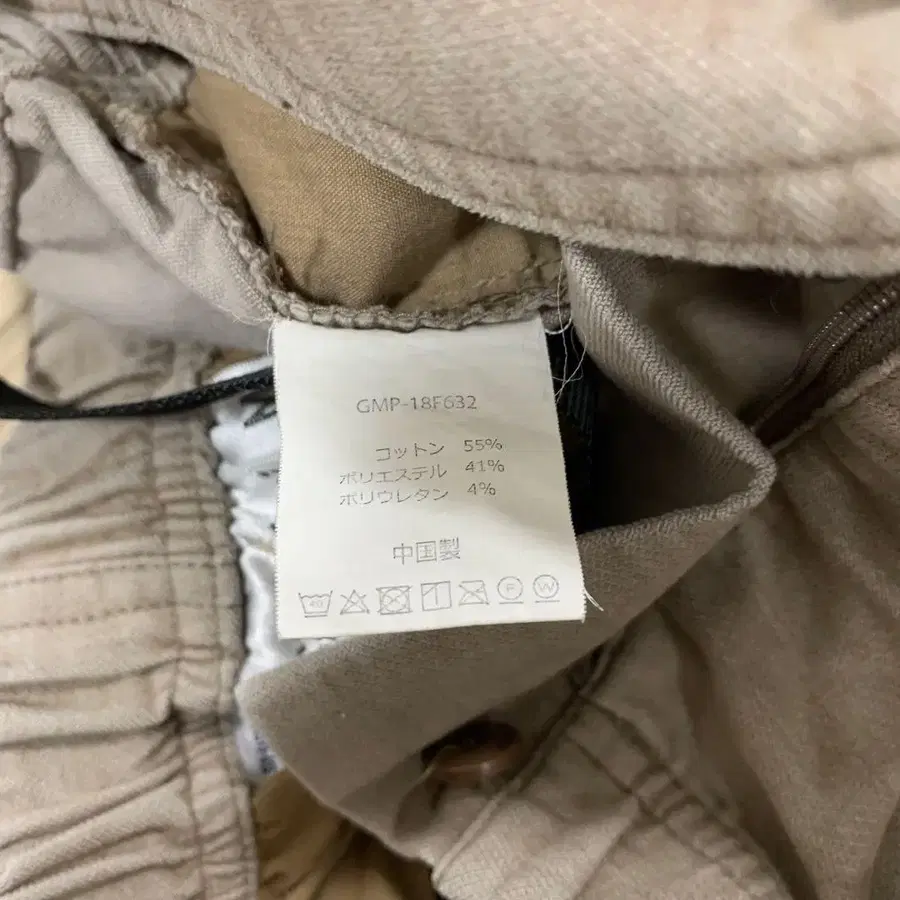 GMP-18F632
コットン 55%
ポリエステル 41%
ポリウレタン 4%
中国製
40 F W